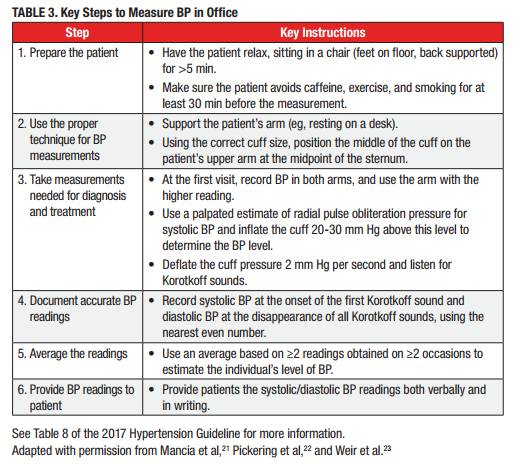 TABLE 3. Key Steps to Measure BP in Office
Step
Key Instructions
1. Prepare the patient
• Have the patient relax, sitting in a chair (feet on floor, back supported)
for >5 min.
• Make sure the patient avoids caffeine, exercise, and smoking for at
least 30 min before the measurement.
2. Use the proper
technique for BP
measurements
• Support the patient’s arm (eg, resting on a desk).
• Using the correct cuff size, position the middle of the cuff on the
patient’s upper arm at the midpoint of the sternum.
3. Take measurements
needed for diagnosis
and treatment
• At the first visit, record BP in both arms, and use the arm with the
higher reading.
• Use a palpated estimate of radial pulse obliteration pressure for
systolic BP and inflate the cuff 20-30 mm Hg above this level to
determine the BP level.
• Deflate the cuff pressure 2 mm Hg per second and listen for
Korotkoff sounds.
4. Document accurate BP
readings
• Record systolic BP at the onset of the first Korotkoff sound and
diastolic BP at the disappearance of all Korotkoff sounds, using the
nearest even number.
5. Average the readings
• Use an average based on ≥2 readings obtained on ≥2 occasions to
estimate the individual’s level of BP.
6. Provide BP readings to
patient
• Provide patients the systolic/diastolic BP readings both verbally and
in writing.
See Table 8 of the 2017 Hypertension Guideline for more information.
Adapted with permission from Mancia et al,21 Pickering et al,22 and Weir et al.23